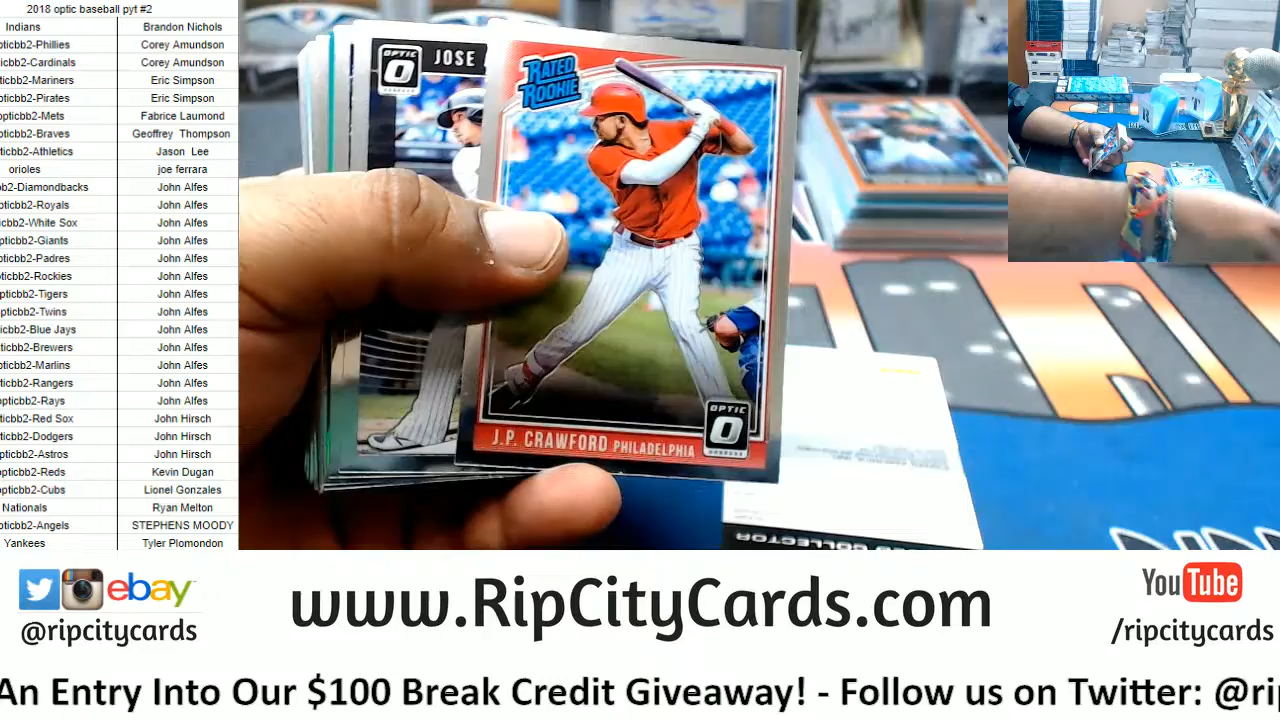 2018 optic baseball pyt #2
Indians Brandon Nichols
pticbb2-Phillies Corey Amundson
ticbb2-Cardinals Corey Amundson
ticbb2-Mariners Eric Simpson
pticbb2-Pirates Eric Simpson
opticbb2-Mets Fabrice Laumond
pticbb2-Braves Geoffrey Thompson
ticbb2-Athletics Jason Lee
orioles joe ferrara
bb2-Diamondbacks John Alfes
pticbb2-Royals John Alfes
icbb2-White Sox John Alfes
pticbb2-Giants John Alfes
pticbb2-Padres John Alfes
ticbb2-Rockies John Alfes
pticbb2-Tigers John Alfes
pticbb2-Twins John Alfes
icbb2-Blue Jays John Alfes
ticbb2-Brewers John Alfes
pticbb2-Marlins John Alfes
ticbb2-Rangers John Alfes
opticbb2-Rays John Alfes
ticbb2-Red Sox John Hirsch
ticbb2-Dodgers John Hirsch
pticbb2-Astros John Hirsch
opticbb2-Reds Kevin Dugan
opticbb2-Cubs Lionel Gonzales
Nationals Ryan Melton
pticbb2-Angels STEPHENS MOODY
Yankees Tyler Plomondon
OPTIC
JOSE
RATED
ROOKIE
OPTIC
J.P. CRAWFORD PHILADELPHIA
COLLECTOR
ebay
@ripcitycards
www.RipCityCards.com
YouTube
/ripcitycards
An Entry Into Our $100 Break Credit Giveaway! - Follow us on Twitter: @rip